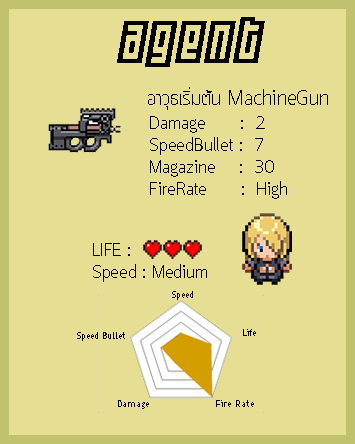 agent
อาวุธเริ่มต้น MachineGun
Damage : 2
SpeedBullet : 7
Magazine : 30
FireRate : High
LIFE :
Speed : Medium
Speed
Speed Bullet
Life
Damage
Fire Rate